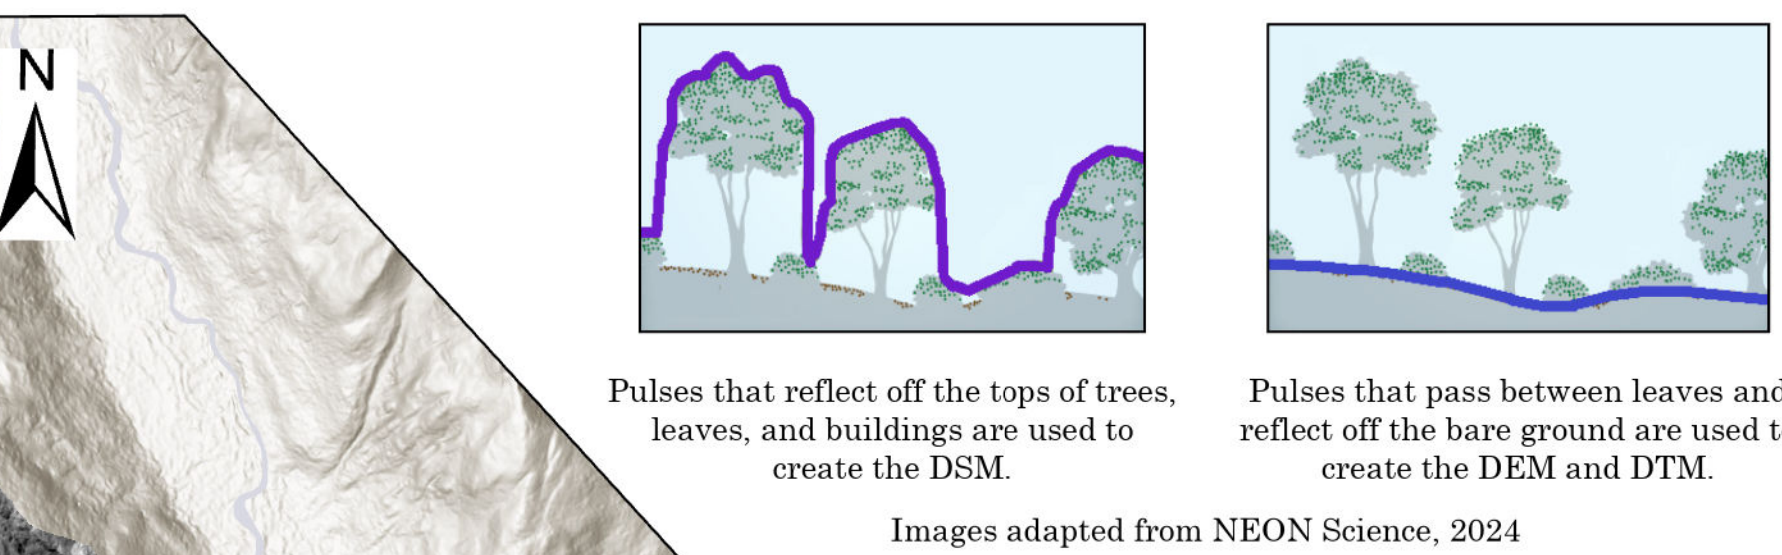 N
Pulses that reflect off the tops of trees,
leaves, and buildings are used to
create the DSM.
Pulses that pass between leaves and
reflect off the bare ground are used t
create the DEM and DTM.
Images adapted from NEON Science, 2024